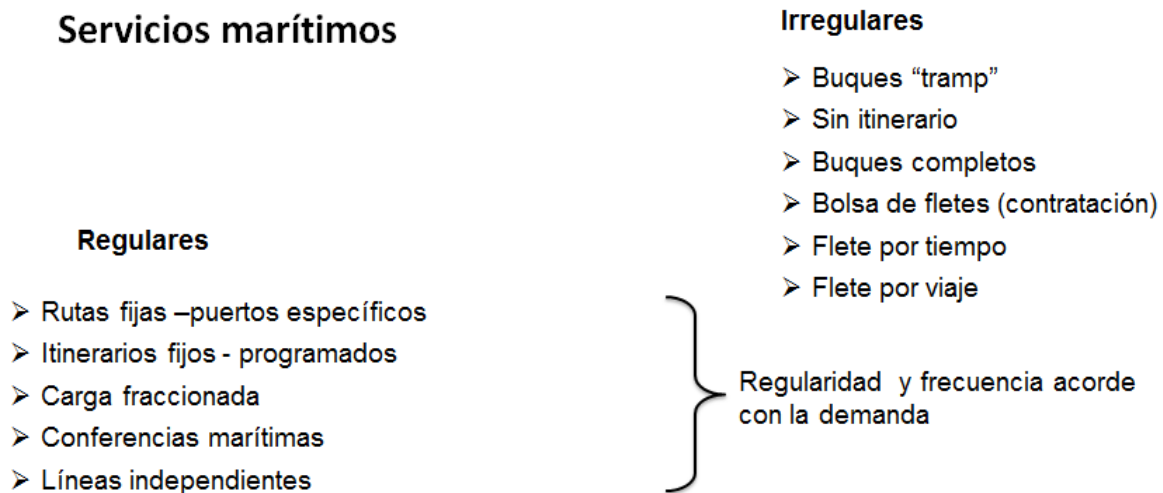 Servicios marítimos
Irregulares
➤ Buques “tramp”
➤ Sin itinerario
➤ Buques completos
➤ Bolsa de fletes (contratación)
➤ Flete por tiempo
➤ Flete por viaje
Regulares
➤ Rutas fijas –puertos específicos
➤ Itinerarios fijos - programados
➤ Carga fraccionada
➤ Conferencias marítimas
➤ Líneas independientes
Regularidad y frecuencia acorde
con la demanda